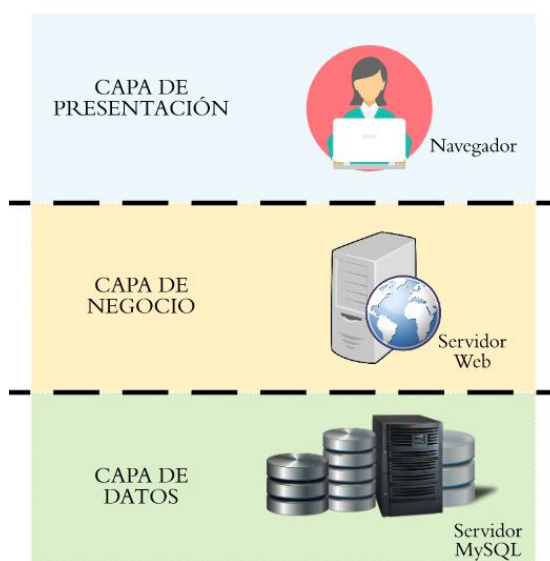 CAPA DE
PRESENTACIÓN
Navegador
CAPA DE
NEGOCIO
Servidor
Web
CAPA DE
DATOS
Servidor
MySQL